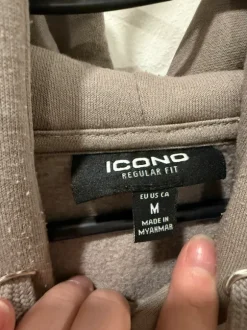 ICONO
REGULAR FIT
EU US CA
M
MADE IN
MYANMAR